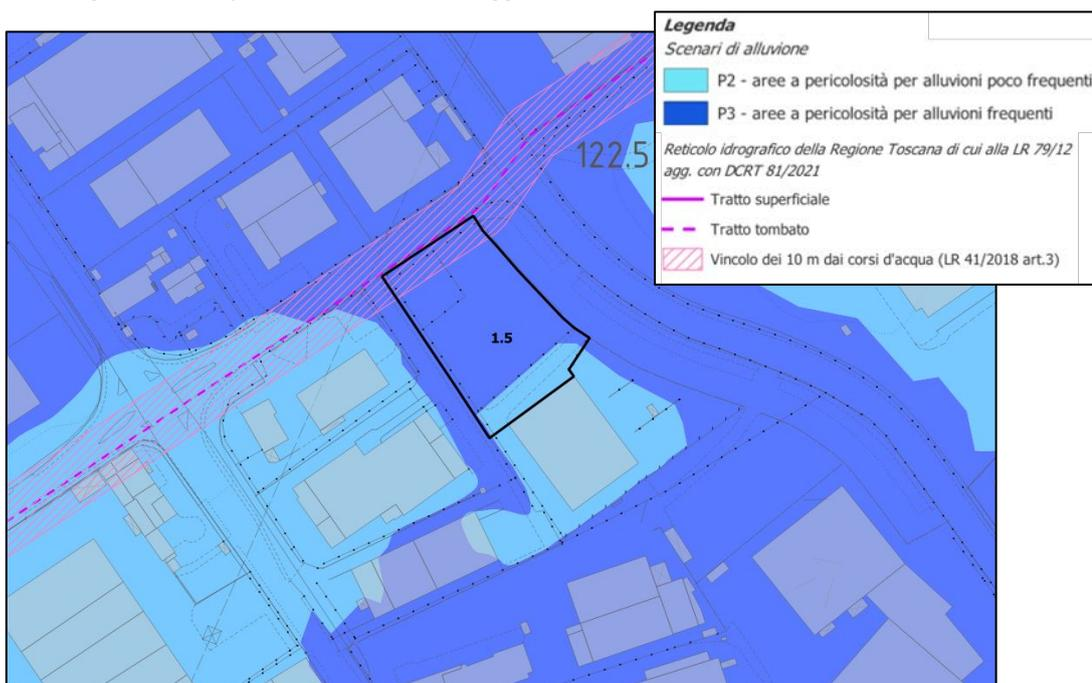 Legenda
Scenari di alluvione
P2 - aree a pericolosità per alluvioni poco frequenti
P3 - aree a pericolosità per alluvioni frequenti
Reticolo idrografico della Regione Toscana di cui alla LR 79/12
agg. con DCRT 81/2021
Tratto superficiale
Tratto tombato
Vincolo dei 10 m dai corsi d'acqua (LR 41/2018 art.3)
122.5
1.5